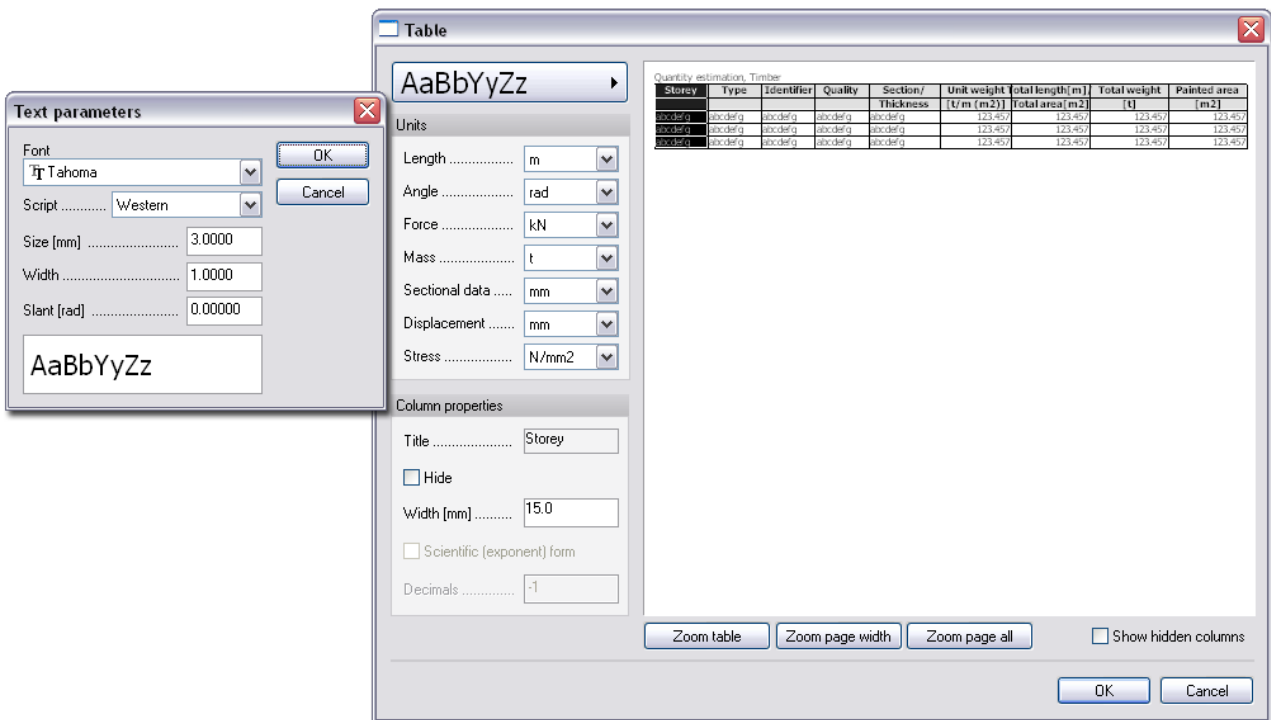 Text parameters
Font
Tahoma
Script ........... Western
Size [mm] ....................... 3.0000
Width ............................. 1.0000
Slant [rad] ...................... 0.00000
AaBbYyZz
OK
Cancel
Table
AaBbYyZz
Units
Length ................ m
Angle .................. rad
Force .................. kN
Mass ................... t
Sectional data ..... mm
Displacement ....... mm
Stress ................. N/mm2
Column properties
Title .................... Storey
Hide
Width [mm] ......... 15.0
Scientific (exponent) form
Decimals ............. -1
Quantity estimation, Timber
Storey Type Identifier Quality Section/ Unit weight Total length[m], Total weight Painted area
Thickness [t/m (m2)] Total area[m2] [t] [m2]
abcdefg abcdefg abcdefg abcdefg abcdefg 123.457 123.457 123.457 123.457
abcdefg abcdefg abcdefg abcdefg abcdefg 123.457 123.457 123.457 123.457
abcdefg abcdefg abcdefg abcdefg abcdefg 123.457 123.457 123.457 123.457
Zoom table
Zoom page width
Zoom page all
Show hidden columns
OK
Cancel